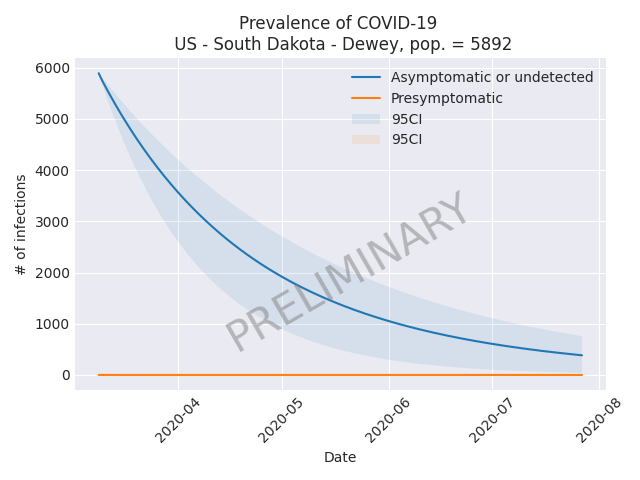 Prevalence of COVID-19
US - South Dakota - Dewey, pop. = 5892
6000
5000
4000
3000
2000
1000
0
# of infections
Asymptomatic or undetected
Presymptomatic
95CI
95CI
PRELIMINARY
2020-04
2020-05
2020-06
2020-07
2020-08
Date